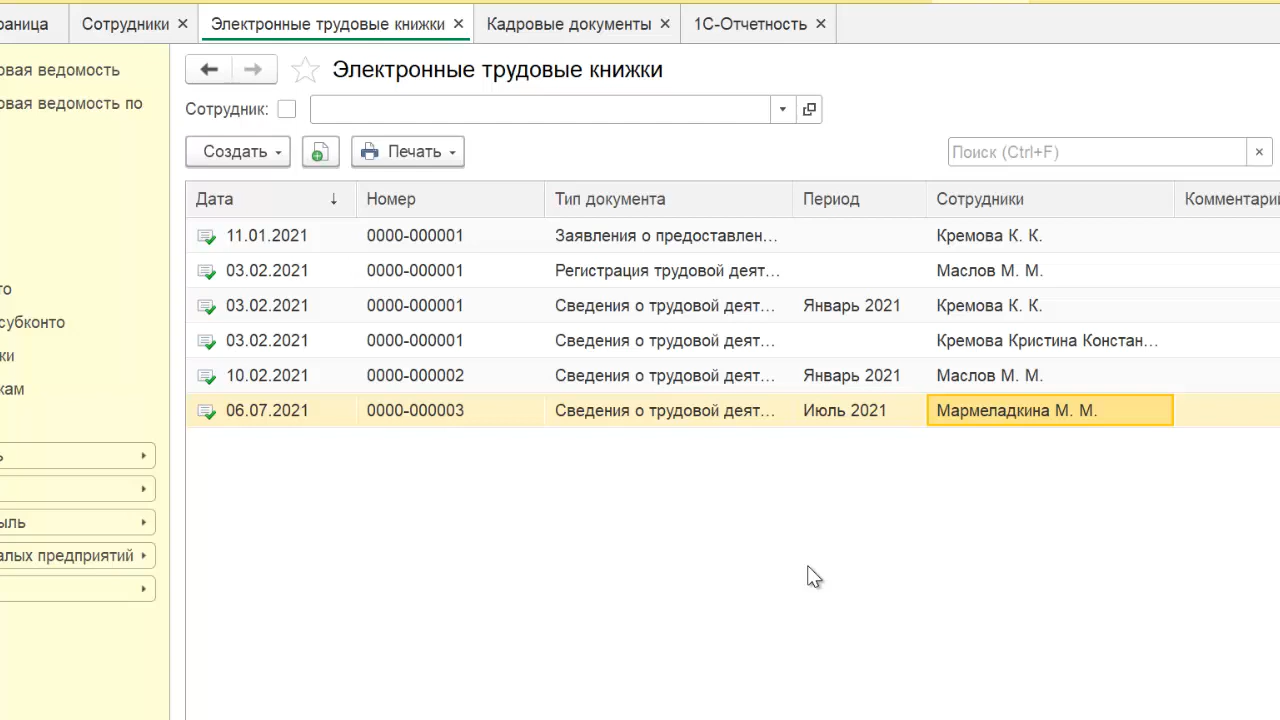 раница
Сотрудники ×
Электронные трудовые книжки ×
Кадровые документы ×
1С-Отчетность ×
овая ведомость
овая ведомость по
то
субконто
ки
кам
ь
ыль
алых предприятий
Электронные трудовые книжки
Сотрудник:
Создать
Печать
Поиск (Ctrl+F) ×
Дата ↓ Номер Тип документа Период Сотрудники Комментарий
11.01.2021 0000-000001 Заявления о предоставлен... Кремова К. К.
03.02.2021 0000-000001 Регистрация трудовой деят... Маслов М. М.
03.02.2021 0000-000001 Сведения о трудовой деят... Январь 2021 Кремова К. К.
03.02.2021 0000-000001 Сведения о трудовой деят... Кремова Кристина Констан...
10.02.2021 0000-000002 Сведения о трудовой деят... Январь 2021 Маслов М. М.
06.07.2021 0000-000003 Сведения о трудовой деят... Июль 2021 Мармеладкина М. М.